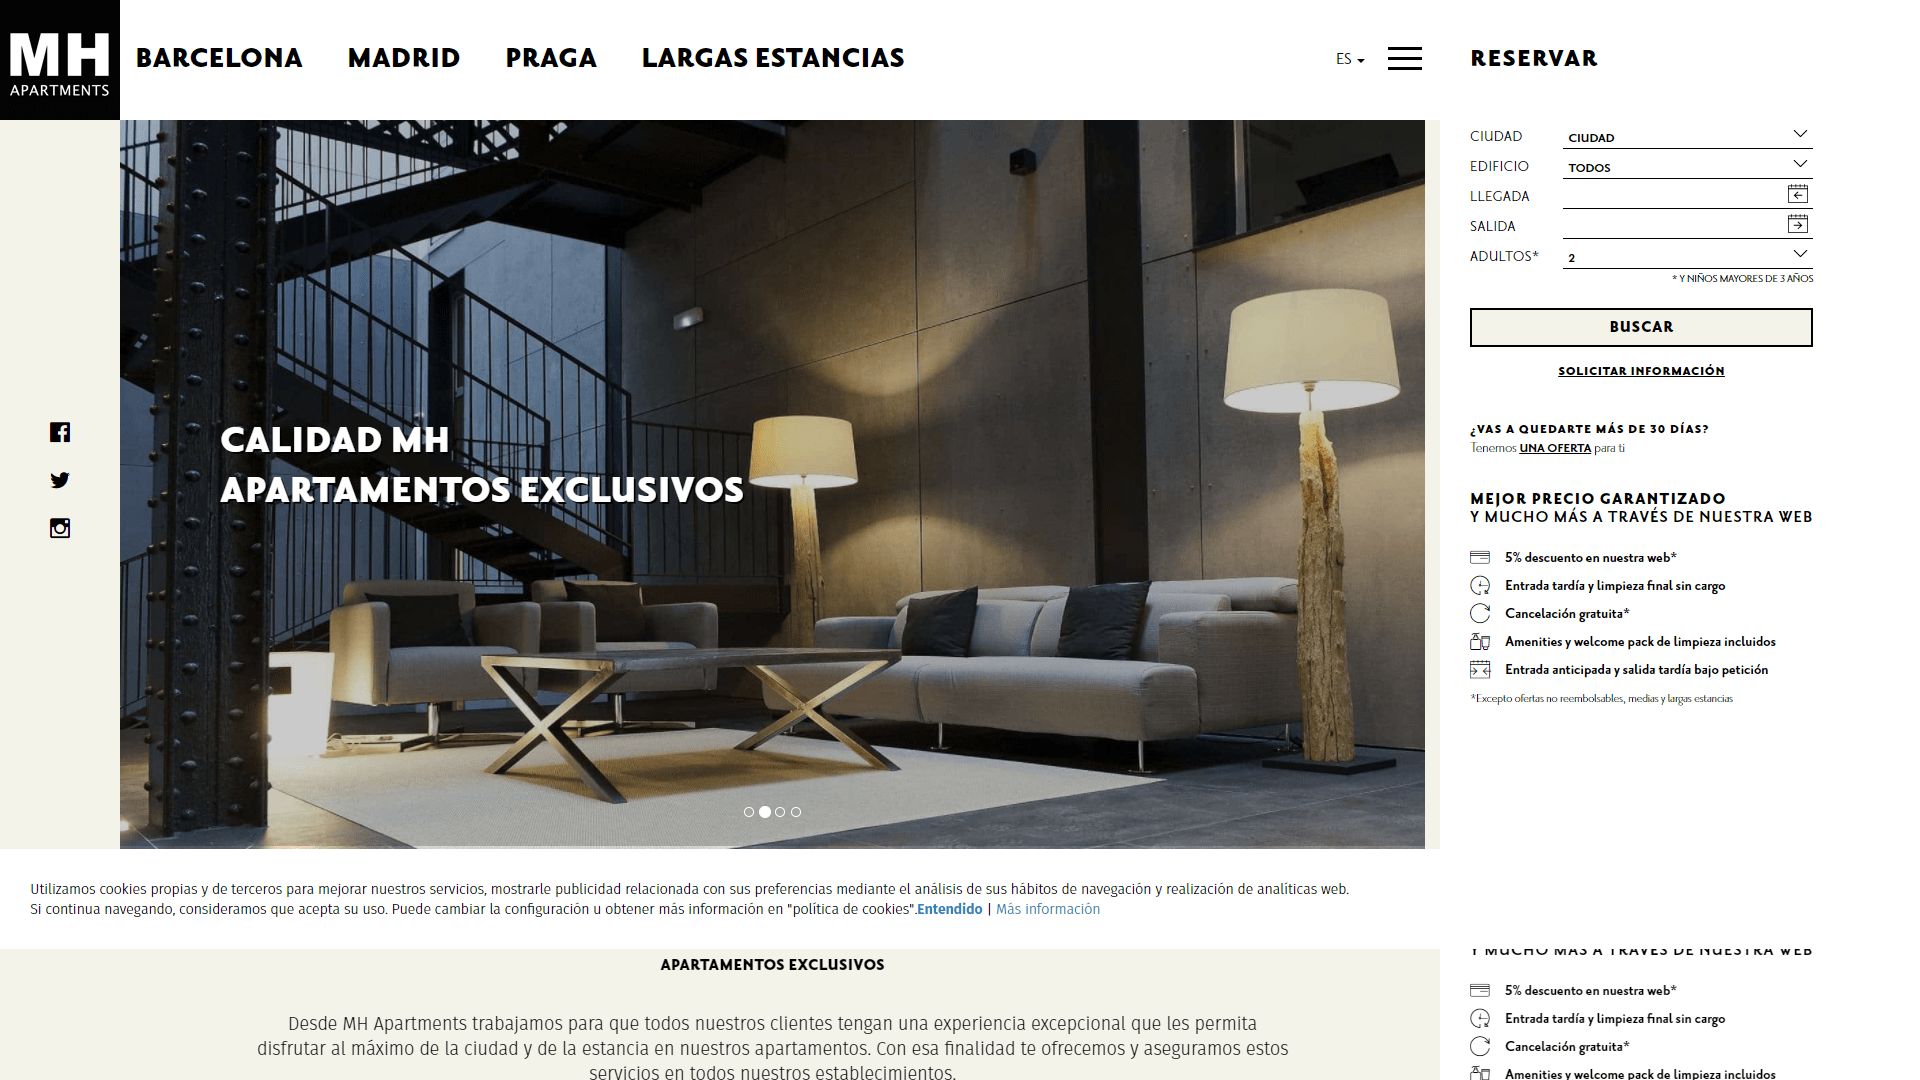 MH
APARTMENTS
BARCELONA
MADRID
PRAGA
LARGAS ESTANCIAS
ES
RESERVAR
CIUDAD
CIUDAD
EDIFICIO
TODOS
LLEGADA
SALIDA
ADULTOS*
2
* Y NIÑOS MAYORES DE 3 AÑOS
BUSCAR
SOLICITAR INFORMACIÓN
¿VAS A QUEDARTE MÁS DE 30 DÍAS?
Tenemos UNA OFERTA para ti
MEJOR PRECIO GARANTIZADO
Y MUCHO MÁS A TRAVÉS DE NUESTRA WEB
5% descuento en nuestra web*
Entrada tardía y limpieza final sin cargo
Cancelación gratuita*
Amenities y welcome pack de limpieza incluidos
Entrada anticipada y salida tardía bajo petición
*Excepto ofertas no reembolsables, medias y largas estancias
CALIDAD MH
APARTAMENTOS EXCLUSIVOS
Utilizamos cookies propias y de terceros para mejorar nuestros servicios, mostrarle publicidad relacionada con sus preferencias mediante el análisis de sus hábitos de navegación y realización de analíticas web.
Si continua navegando, consideramos que acepta su uso. Puede cambiar la configuración u obtener más información en "política de cookies".Entendido | Más información
APARTAMENTOS EXCLUSIVOS
Desde MH Apartments trabajamos para que todos nuestros clientes tengan una experiencia excepcional que les permita
disfrutar al máximo de la ciudad y de la estancia en nuestros apartamentos. Con esa finalidad te ofrecemos y aseguramos estos
servicios en todos nuestros establecimientos.
Y MUCHO MÁS A TRAVÉS DE NUESTRA WEB
5% descuento en nuestra web*
Entrada tardía y limpieza final sin cargo
Cancelación gratuita*
Amenities y welcome pack de limpieza incluidos